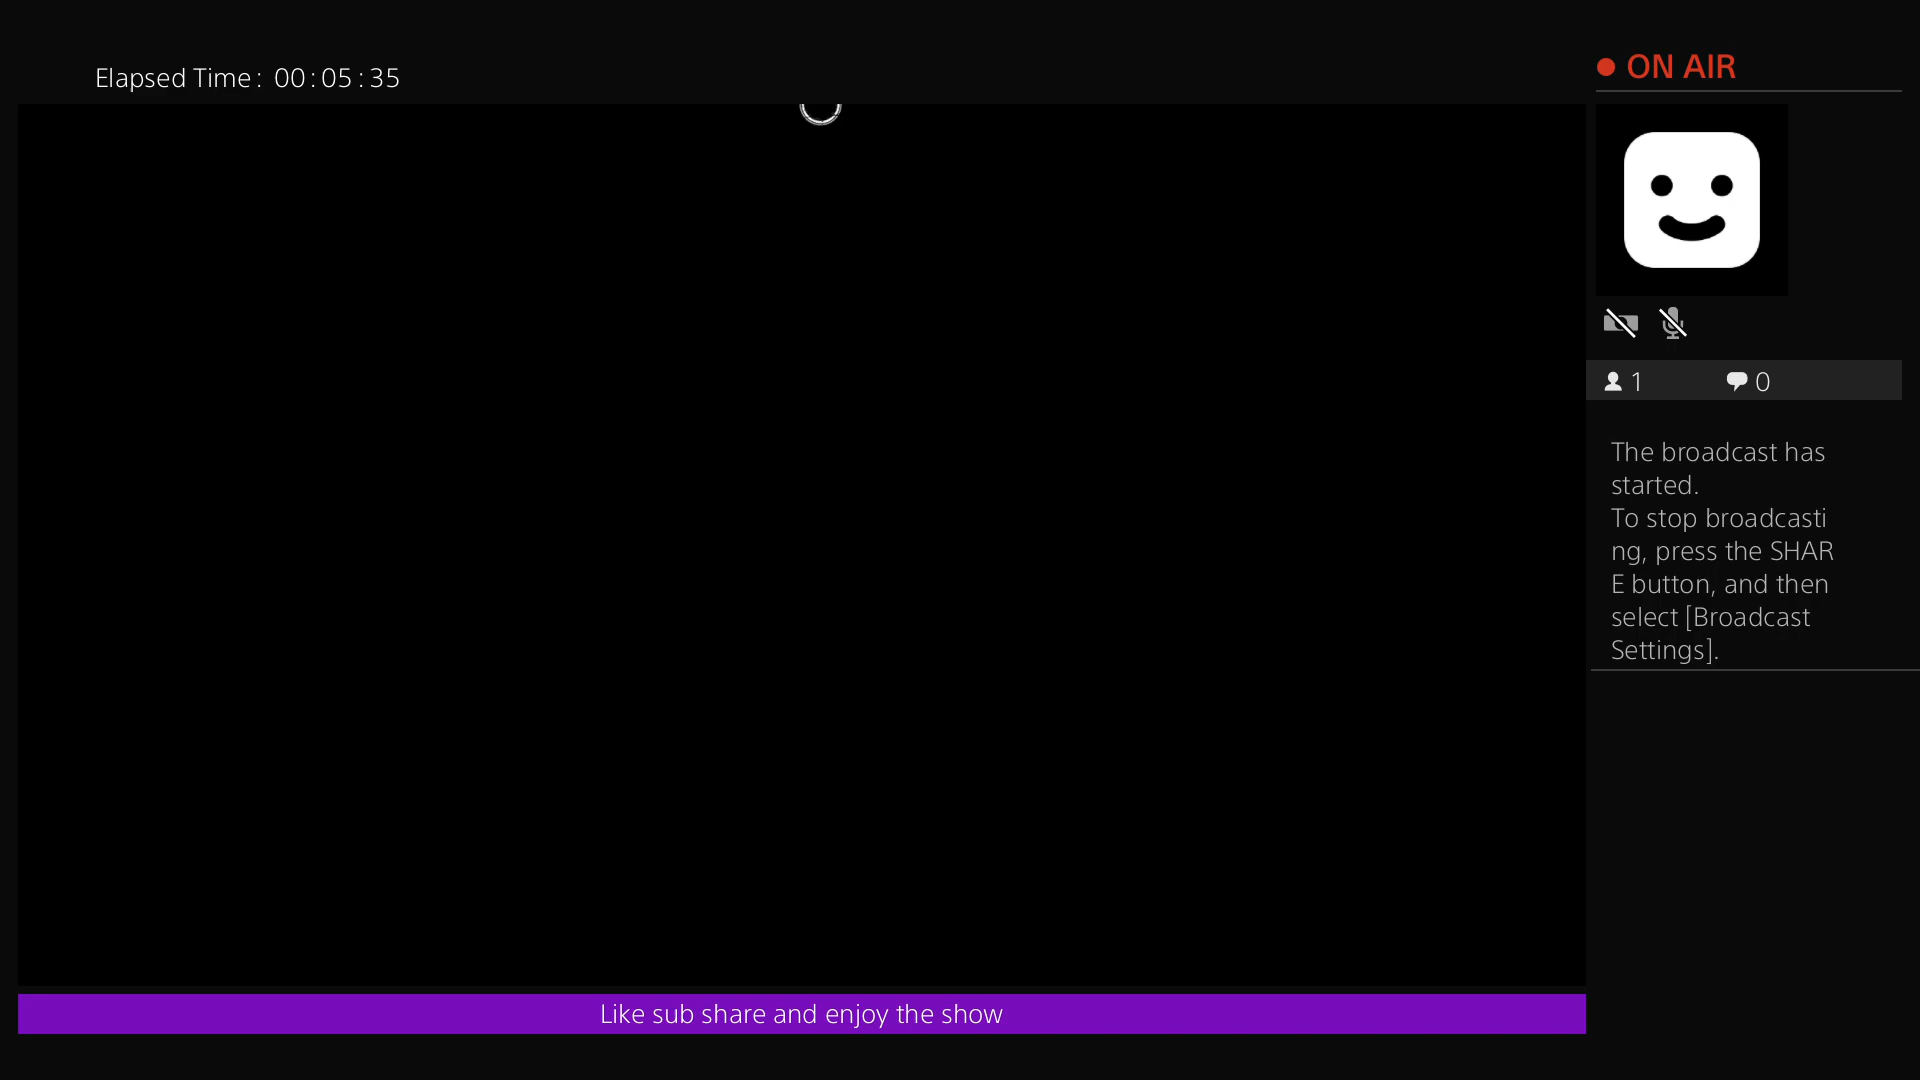 Elapsed Time: 00:05:35
ON AIR
1 0
The broadcast has
started.
To stop broadcasti
ng, press the SHAR
E button, and then
select [Broadcast
Settings].
Like sub share and enjoy the show